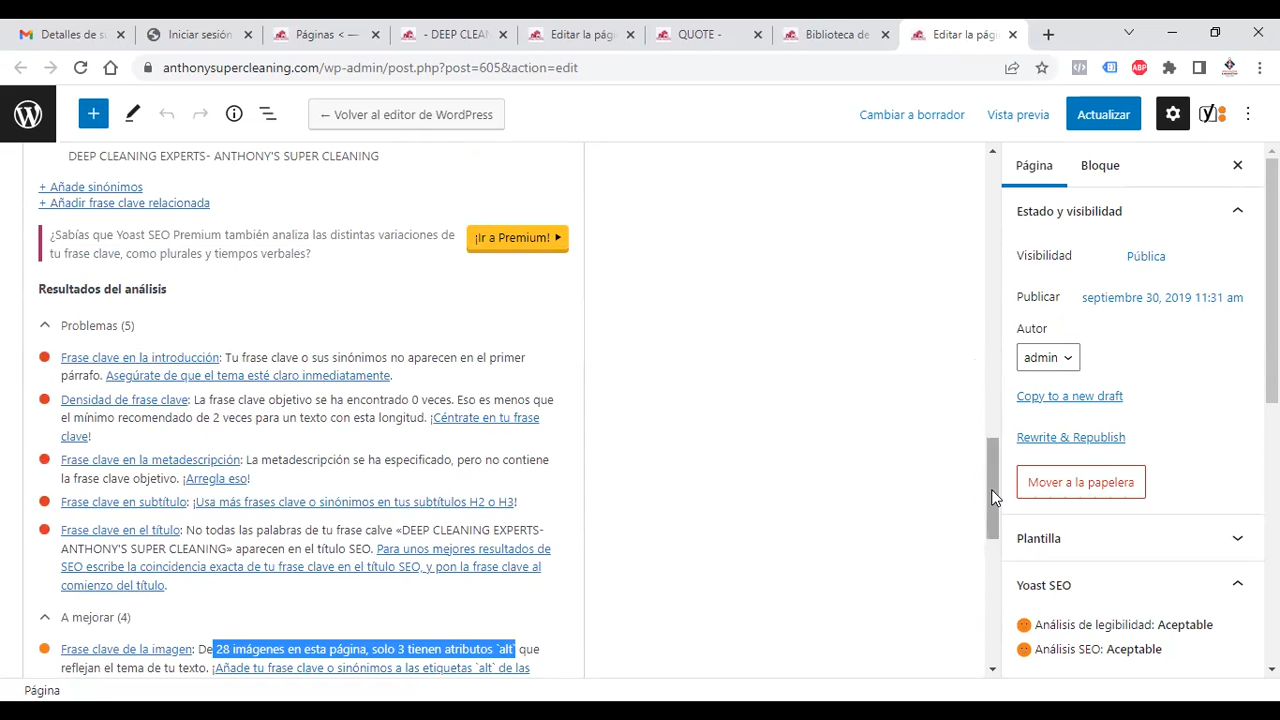 Detalles de su
Iniciar sesión
Páginas < —
- DEEP CLEAN
Editar la pági
QUOTE -
Biblioteca de
Editar la pági
anthonysupercleaning.com/wp-admin/post.php?post=605&action=edit
ABP
← Volver al editor de WordPress
Cambiar a borrador
Vista previa
Actualizar
DEEP CLEANING EXPERTS- ANTHONY'S SUPER CLEANING
+ Añade sinónimos
+ Añadir frase clave relacionada
¿Sabías que Yoast SEO Premium también analiza las distintas variaciones de
tu frase clave, como plurales y tiempos verbales?
¡Ir a Premium!
Resultados del análisis
Problemas (5)
Frase clave en la introducción: Tu frase clave o sus sinónimos no aparecen en el primer
párrafo. Asegúrate de que el tema esté claro inmediatamente.
Densidad de frase clave: La frase clave objetivo se ha encontrado 0 veces. Eso es menos que
el mínimo recomendado de 2 veces para un texto con esta longitud. ¡Céntrate en tu frase
clave!
Frase clave en la metadescripción: La metadescripción se ha especificado, pero no contiene
la frase clave objetivo. ¡Arregla eso!
Frase clave en subtítulo: ¡Usa más frases clave o sinónimos en tus subtítulos H2 o H3!
Frase clave en el título: No todas las palabras de tu frase calve «DEEP CLEANING EXPERTS-
ANTHONY'S SUPER CLEANING» aparecen en el título SEO. Para unos mejores resultados de
SEO escribe la coincidencia exacta de tu frase clave en el título SEO, y pon la frase clave al
comienzo del título.
A mejorar (4)
Frase clave de la imagen: De 28 imágenes en esta página, solo 3 tienen atributos `alt` que
reflejan el tema de tu texto. ¡Añade tu frase clave o sinónimos a las etiquetas `alt` de las
Página
Bloque
Estado y visibilidad
Visibilidad
Pública
Publicar
septiembre 30, 2019 11:31 am
Autor
admin
Copy to a new draft
Rewrite & Republish
Mover a la papelera
Plantilla
Yoast SEO
Análisis de legibilidad: Aceptable
Análisis SEO: Aceptable
Página